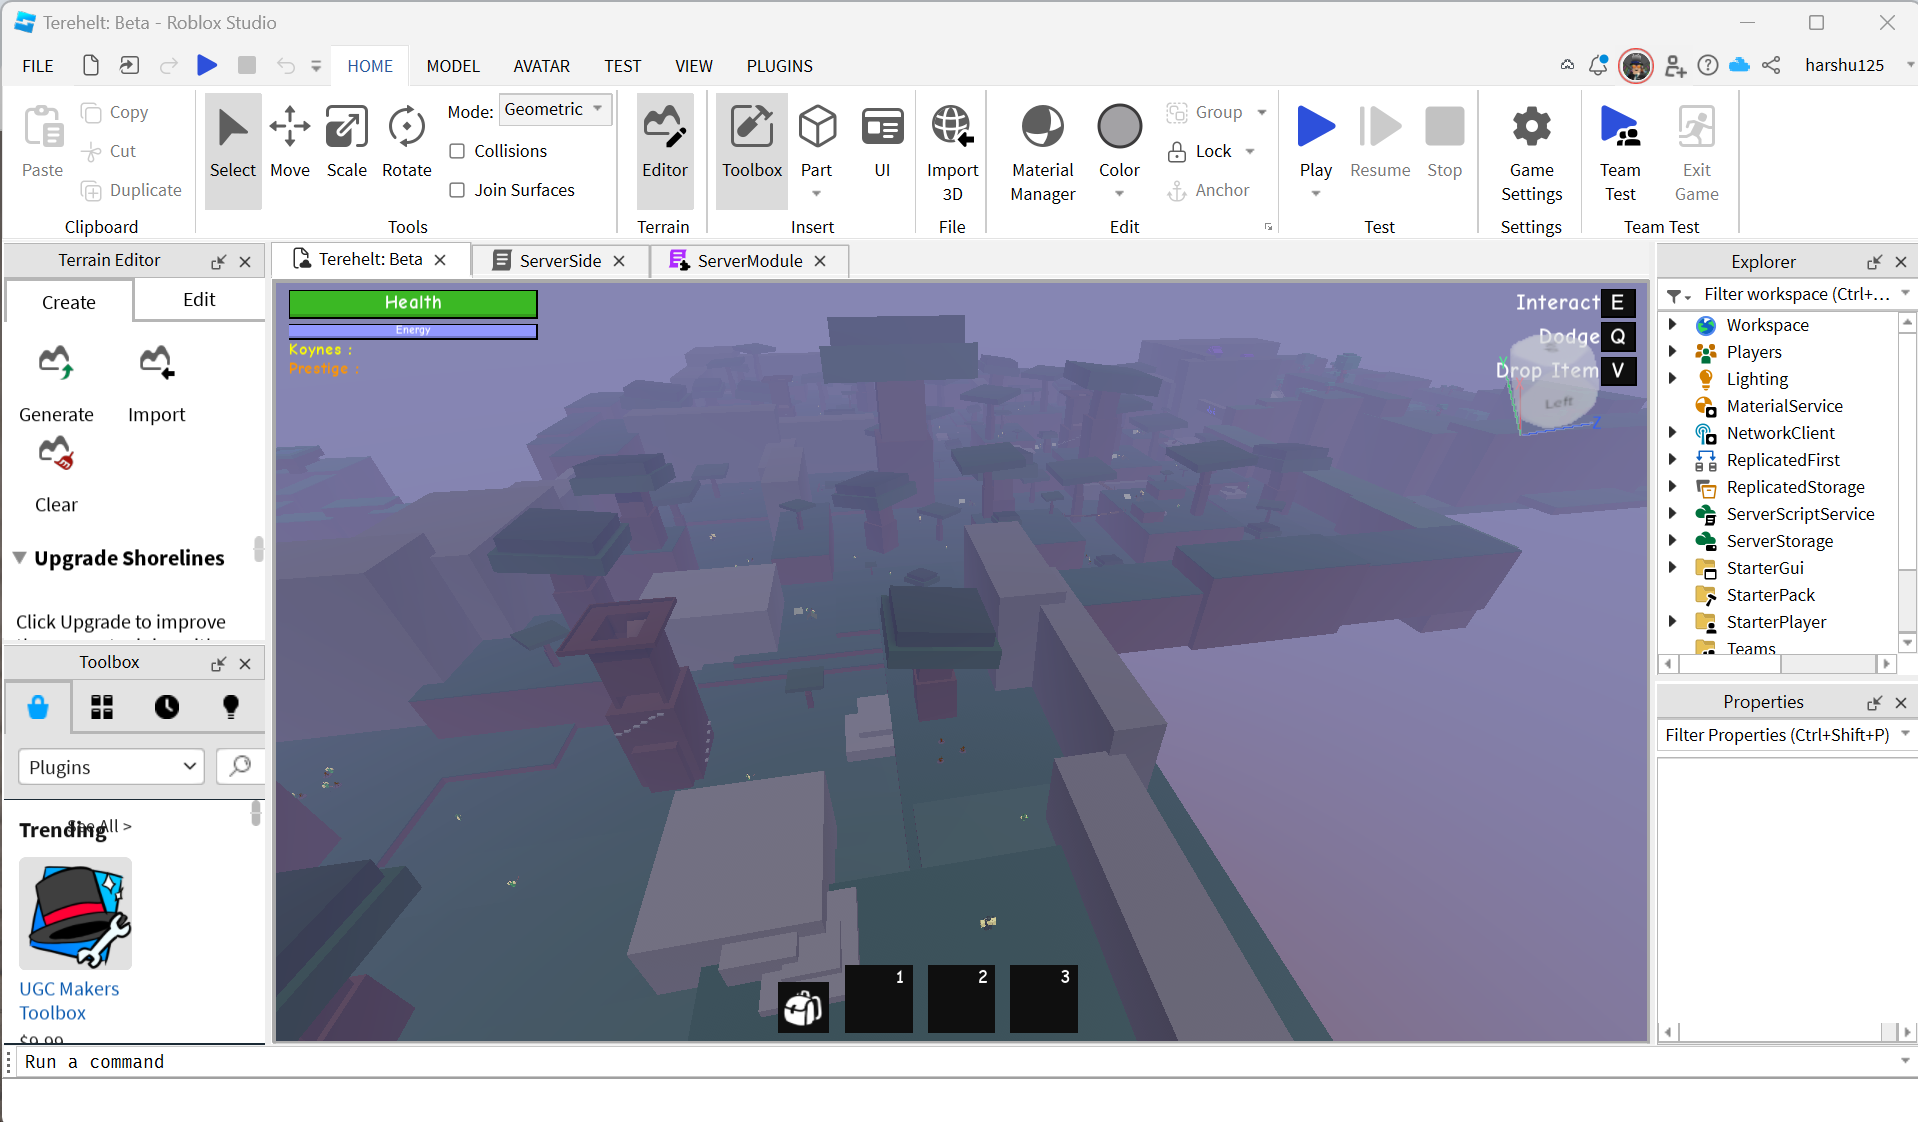 Terehelt: Beta - Roblox Studio
FILE HOME MODEL AVATAR TEST VIEW PLUGINS harshu125
Paste
Copy
Cut
Duplicate
Clipboard
Select Move Scale Rotate
Mode: Geometric
Collisions
Join Surfaces
Tools
Editor
Terrain
Toolbox Part UI
Insert
Import
3D
File
Material
Manager
Color
Group
Lock
Anchor
Edit
Play Resume Stop
Test
Game
Settings
Settings
Team
Test
Exit
Game
Team Test
Terrain Editor
Create Edit
Generate Import
Clear
Upgrade Shorelines
Click Upgrade to improve
Toolbox
Plugins
Trending
See All >
UGC Makers
Toolbox
$9.99
Terehelt: Beta ServerSide ServerModule
Health
Energy
Koynes :
Prestige :
Interact E
Dodge Q
Drop Item V
Left
Y
Z
1 2 3
Explorer
Filter workspace (Ctrl+...
Workspace
Players
Lighting
MaterialService
NetworkClient
ReplicatedFirst
ReplicatedStorage
ServerScriptService
ServerStorage
StarterGui
StarterPack
StarterPlayer
Teams
Properties
Filter Properties (Ctrl+Shift+P)
Run a command